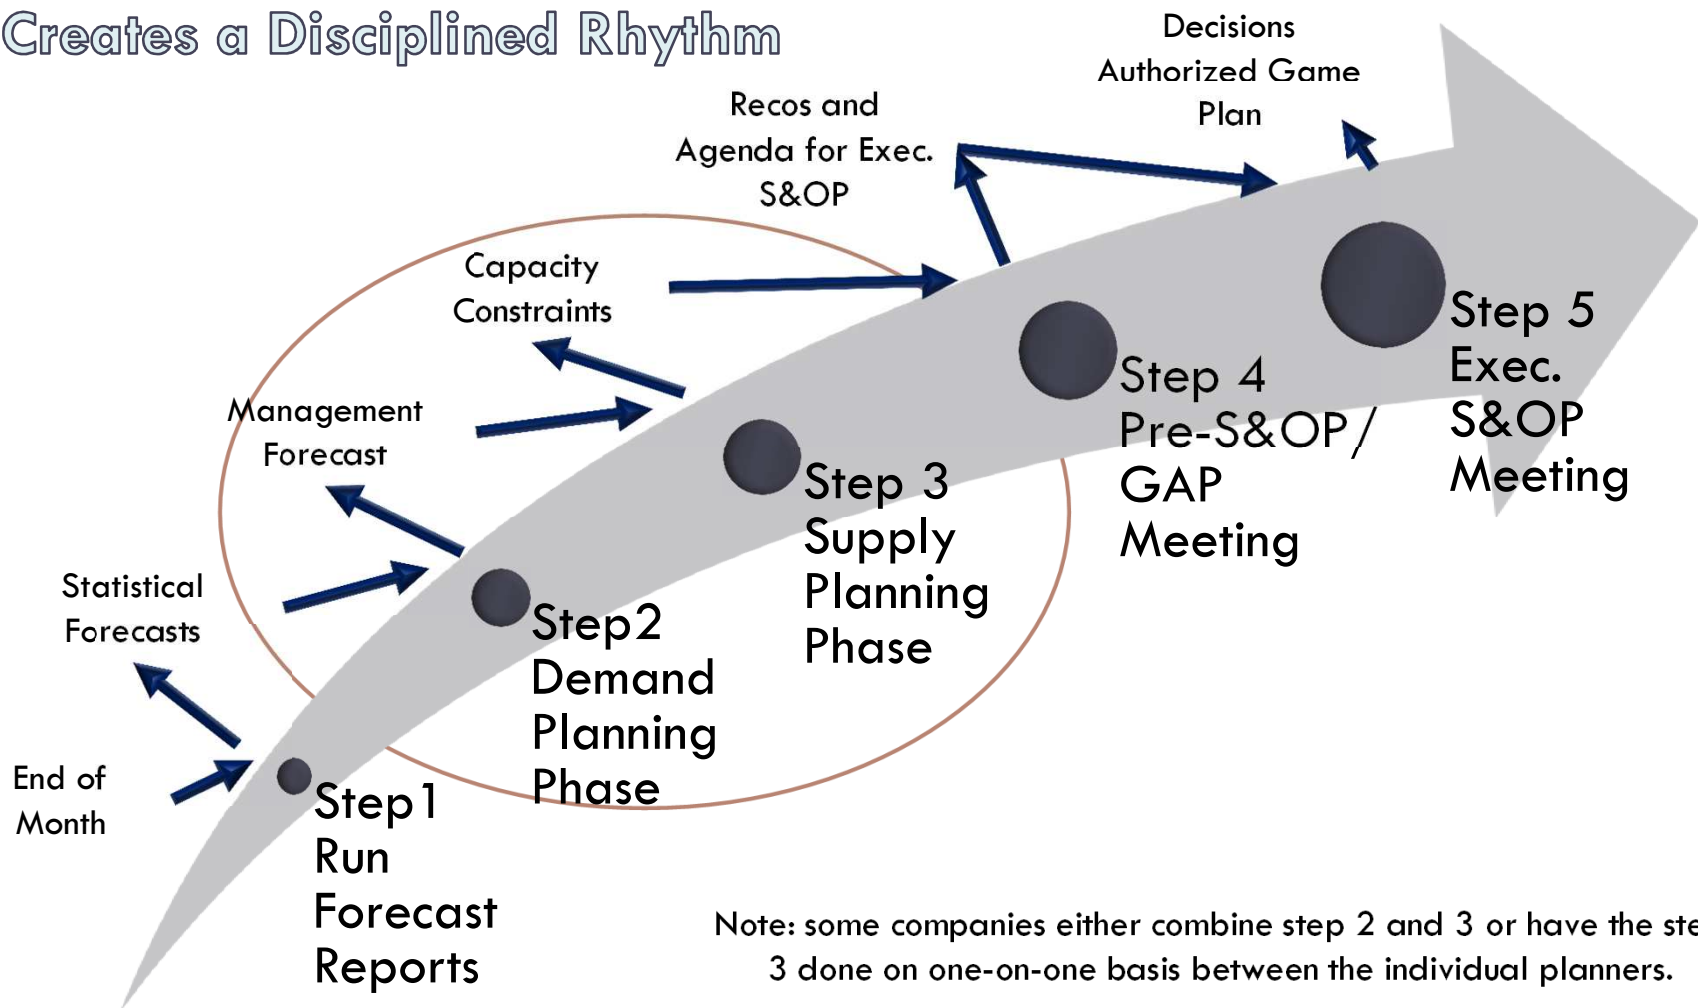 Creates a Disciplined Rhythm
Decisions
Authorized Game
Plan
Recos and
Agenda for Exec.
S&OP
Capacity
Constraints
Management
Forecast
Statistical
Forecasts
End of
Month
Step1
Run
Forecast
Reports
Step2
Demand
Planning
Phase
Step 3
Supply
Planning
Phase
Step 4
Pre-S&OP/
GAP
Meeting
Step 5
Exec.
S&OP
Meeting
Note: some companies either combine step 2 and 3 or have the
3 done on one-on-one basis between the individual planners.